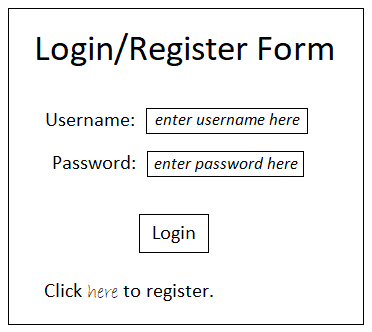 Login/Register Form
Username: enter username here
Password: enter password here
Login
Click here to register.